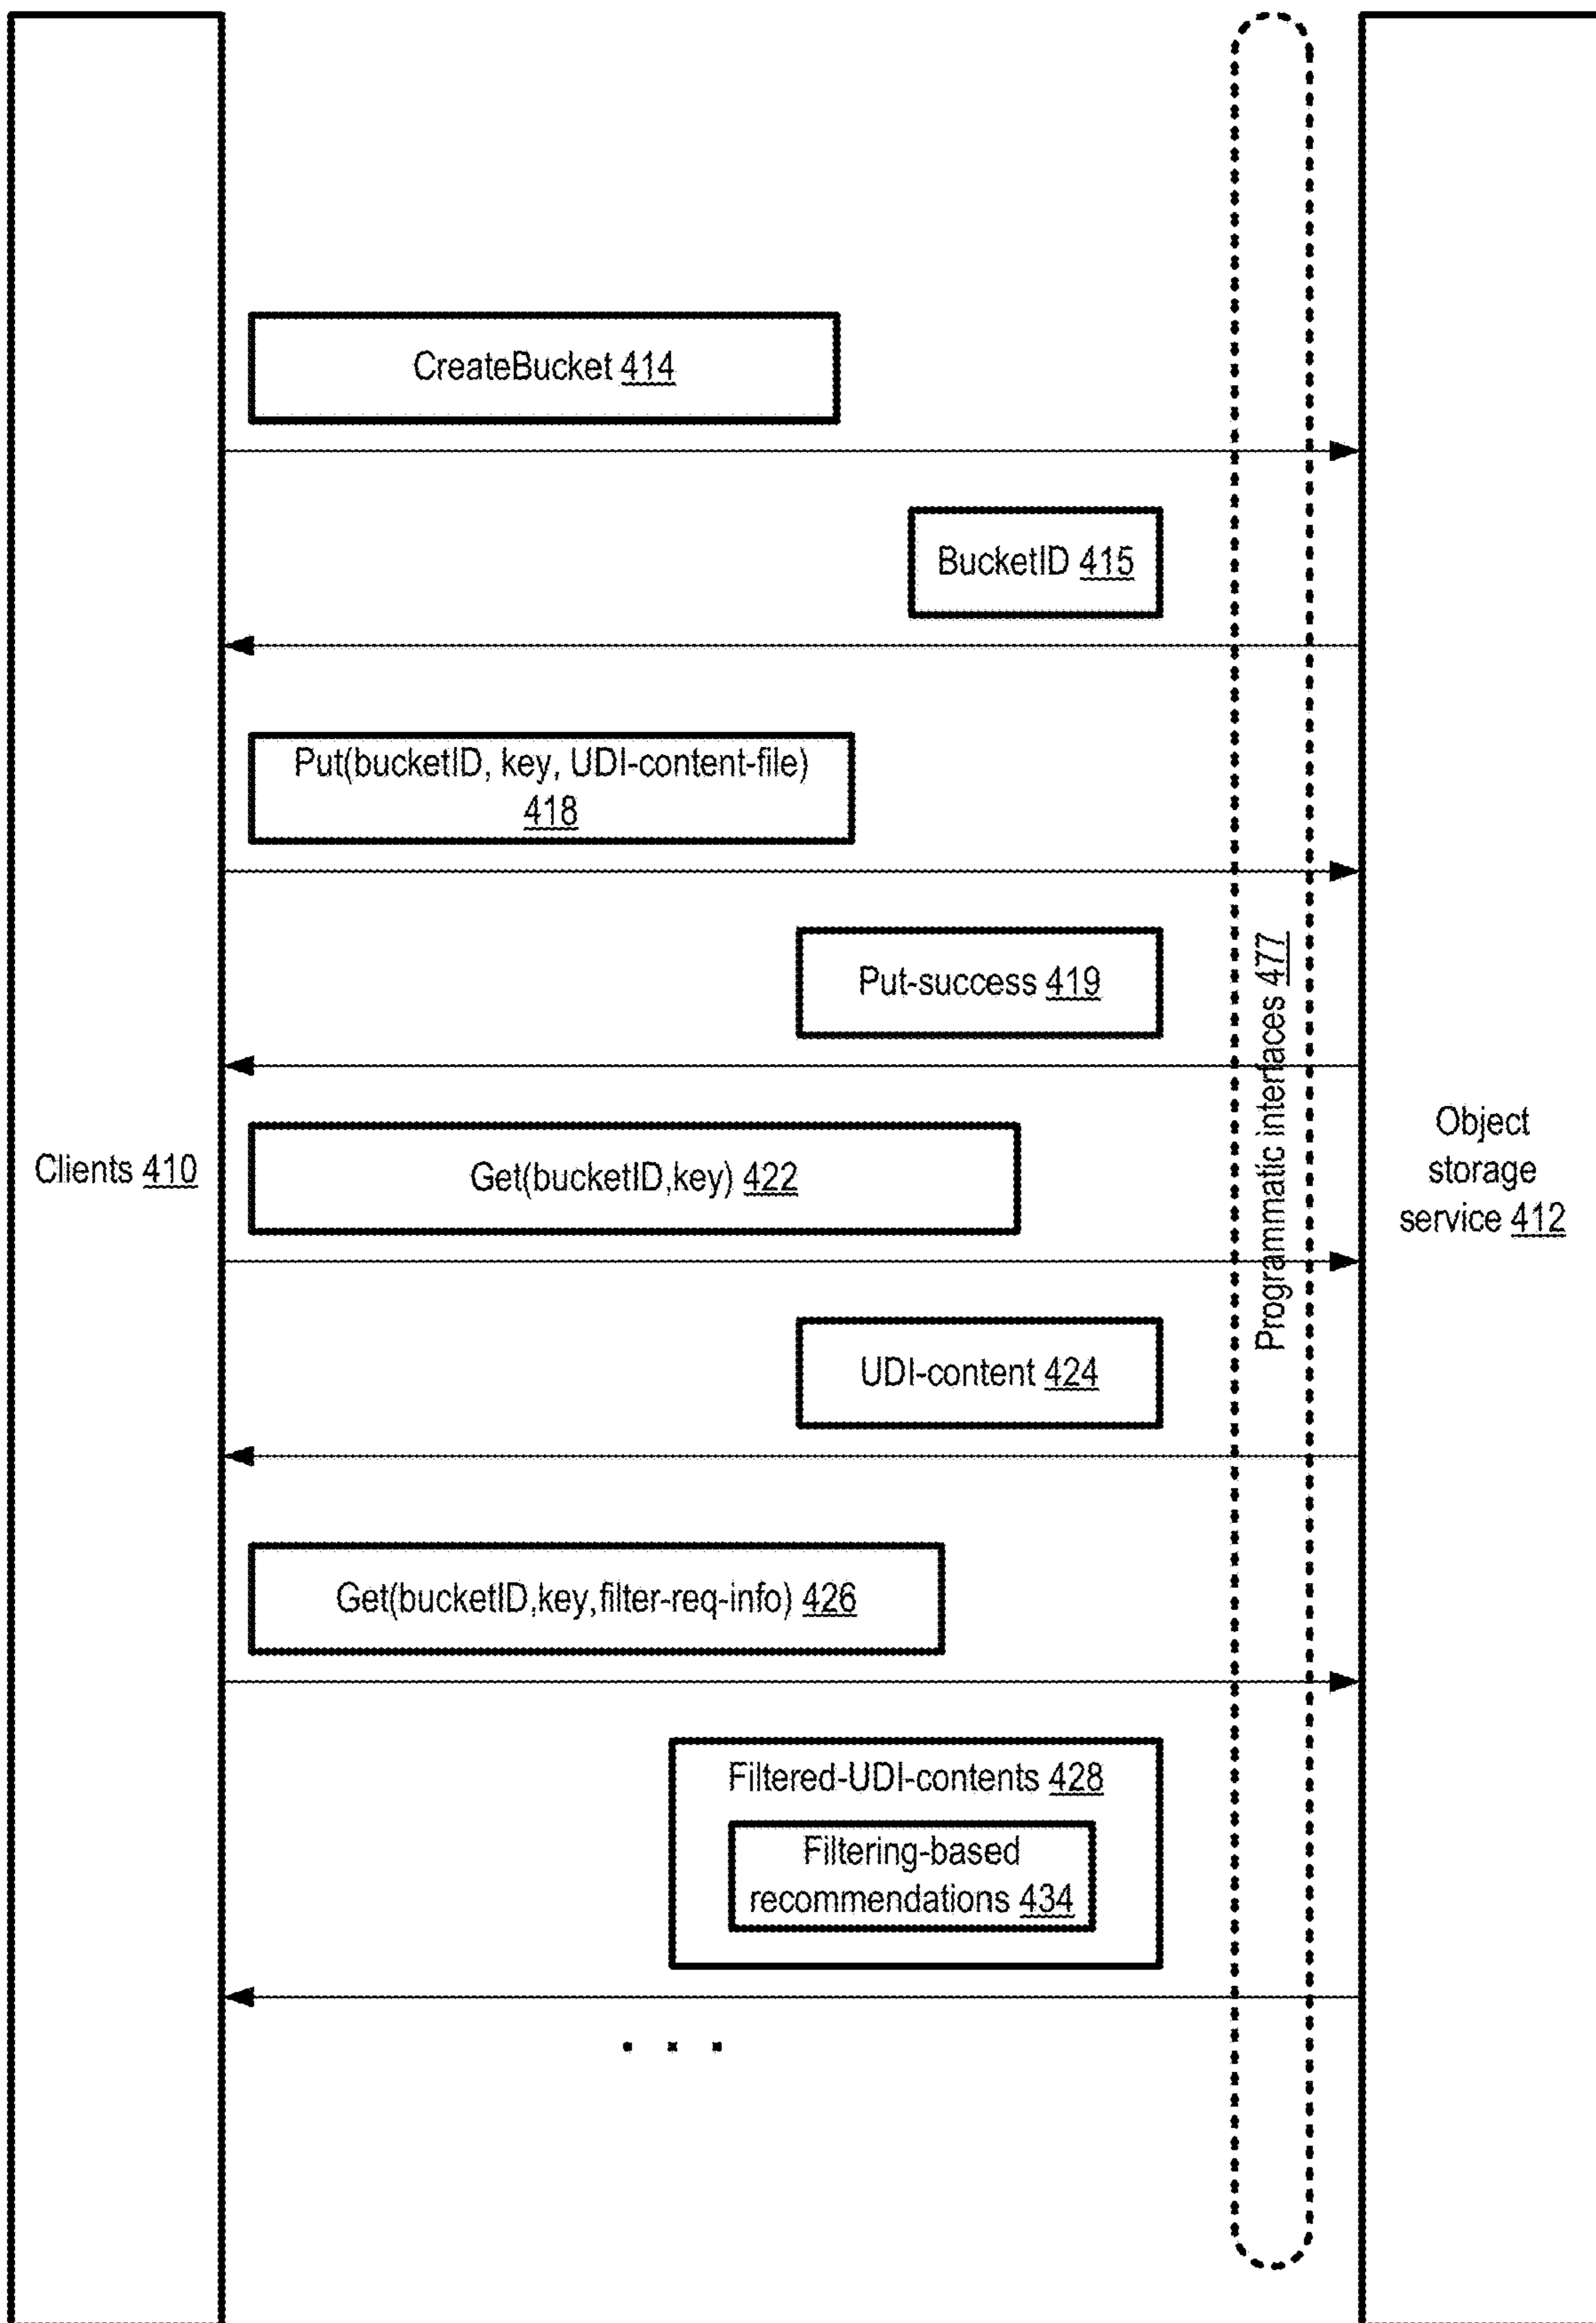 CreateBucket 414
BucketID 415
Put(bucketID, key, UDI-content-file)
418
Put-success 419
Programmatic interfaces 477
Clients 410
Get(bucketID,key) 422
Object
storage
service 412
UDI-content 424
Get(bucketID,key,filter-req-info) 426
Filtered-UDI-contents 428
Filtering-based
recommendations 434
. . .